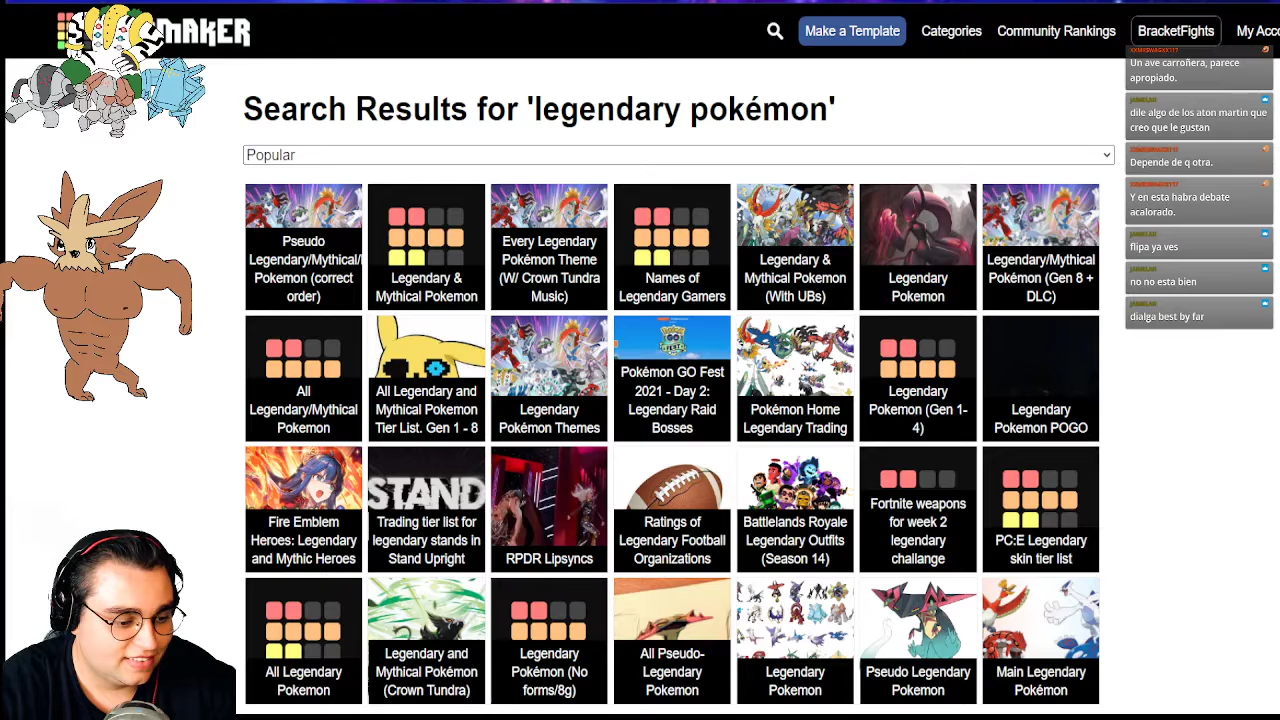 MAKER
Make a Template
Categories
Community Rankings
BracketFights
My Acco
Search Results for 'legendary pokémon'
Popular
Pseudo
Legendary/Mythical/
Pokemon (correct
order)
Legendary &
Mythical Pokemon
Every Legendary
Pokémon Theme
(W/ Crown Tundra
Music)
Names of
Legendary Gamers
Legendary &
Mythical Pokemon
(With UBs)
Legendary
Pokemon
Legendary/Mythical
Pokémon (Gen 8 +
DLC)
All
Legendary/Mythical
Pokemon
All Legendary and
Mythical Pokemon
Tier List. Gen 1 - 8
Legendary
Pokémon Themes
Pokémon GO Fest
2021 - Day 2:
Legendary Raid
Bosses
Pokémon Home
Legendary Trading
Legendary
Pokemon (Gen 1-
4)
Legendary
Pokemon POGO
Fire Emblem
Heroes: Legendary
and Mythic Heroes
STAND
Trading tier list for
legendary stands in
Stand Upright
RPDR Lipsyncs
Ratings of
Legendary Football
Organizations
Battlelands Royale
Legendary Outfits
(Season 14)
Fortnite weapons
for week 2
legendary
challange
PC:E Legendary
skin tier list
All Legendary
Pokemon
Legendary and
Mythical Pokémon
(Crown Tundra)
Legendary
Pokémon (No
forms/8g)
All Pseudo-
Legendary
Pokemon
Legendary
Pokemon
Pseudo Legendary
Pokemon
Main Legendary
Pokémon
Un ave carroñera, parece
apropiado.
dile algo de los aton martin que
creo que le gustan
Depende de q otra.
Y en esta habra debate
acalorado.
flipa ya ves
no no esta bien
dialga best by far